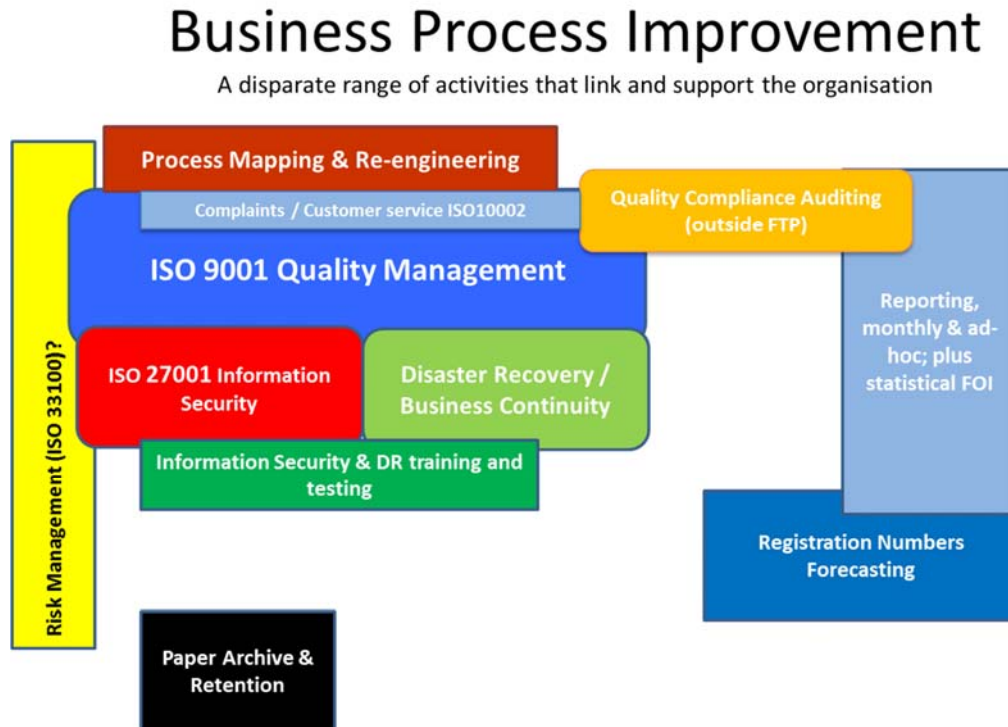 Business Process Improvement
A disparate range of activities that link and support the organisation
Process Mapping & Re-engineering
Complaints / Customer service ISO10002
Quality Compliance Auditing
(outside FTP)
ISO 9001 Quality Management
Reporting,
monthly & ad-
hoc; plus
statistical FOI
Risk Management (ISO 33100)?
ISO 27001 Information
Security
Disaster Recovery /
Business Continuity
Information Security & DR training and
testing
Registration Numbers
Forecasting
Paper Archive &
Retention